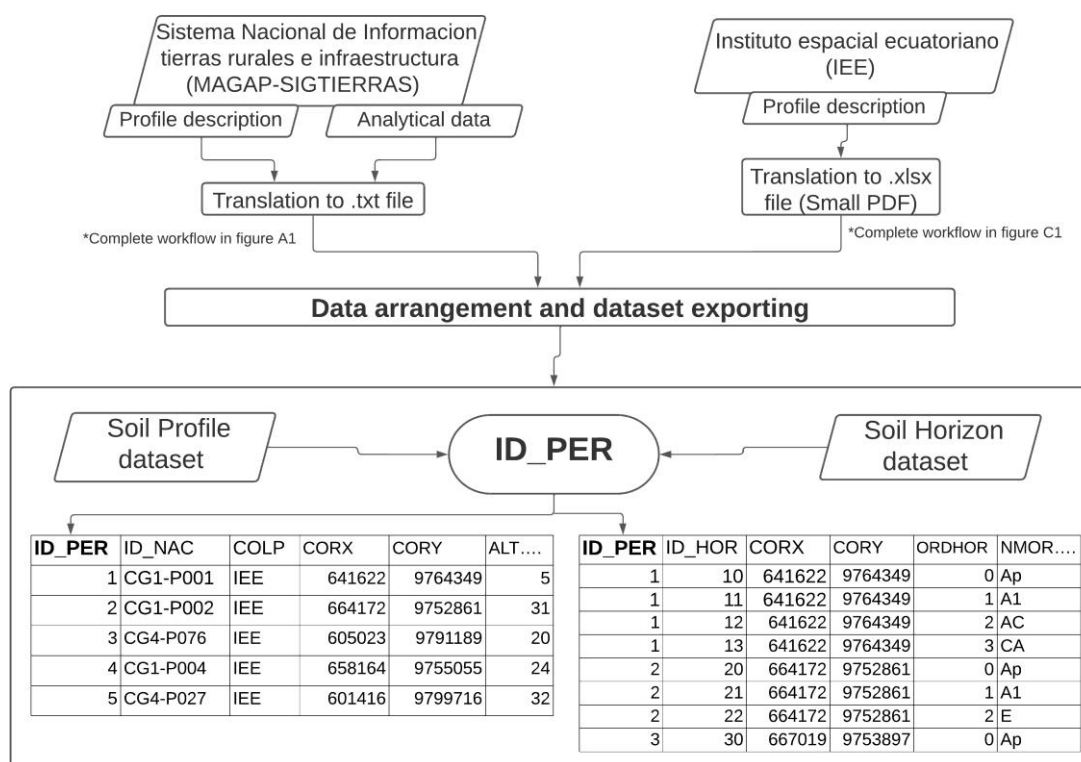 Sistema Nacional de Informacion
tierras rurales e infraestructura
(MAGAP-SIGTIERRAS)
Profile description
Analytical data
Translation to .txt file
*Complete workflow in figure A1
Instituto espacial ecuatoriano
(IEE)
Profile description
Translation to .xlsx
file (Small PDF)
*Complete workflow in figure C1
Data arrangement and dataset exporting
Soil Profile
dataset
ID_PER
Soil Horizon
dataset
ID_PER ID_NAC COLP CORX CORY ALT....
1 CG1-P001 IEE 641622 9764349 5
2 CG1-P002 IEE 664172 9752861 31
3 CG4-P076 IEE 605023 9791189 20
4 CG1-P004 IEE 658164 9755055 24
5 CG4-P027 IEE 601416 9799716 32
ID_PER ID_HOR CORX CORY ORDHOR NMOR....
1 10 641622 9764349 0 Ap
1 11 641622 9764349 1 A1
1 12 641622 9764349 2 AC
1 13 641622 9764349 3 CA
2 20 664172 9752861 0 Ap
2 21 664172 9752861 1 A1
2 22 664172 9752861 2 E
3 30 667019 9753897 0 Ap